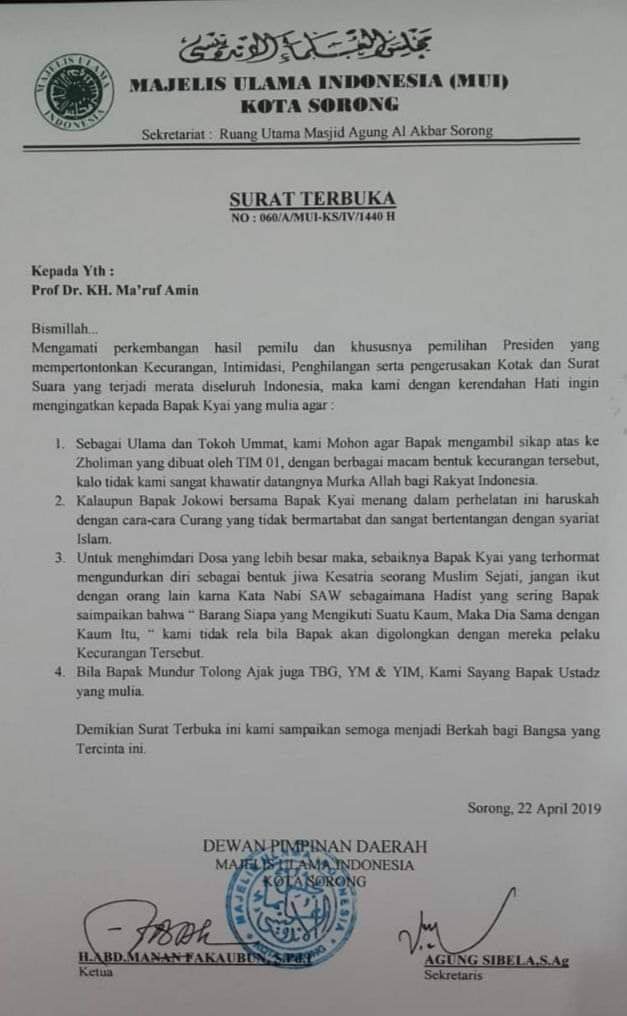 مجلس العلماء الإندونيسي
MAJELIS ULAMA INDONESIA
MAJELIS ULAMA INDONESIA (MUI)
KOTA SORONG
Sekretariat : Ruang Utama Masjid Agung Al Akbar Sorong
SURAT TERBUKA
NO : 060/A/MUI-KS/IV/1440 H
Kepada Yth :
Prof Dr. KH. Ma'ruf Amin
Bismillah...
Mengamati perkembangan hasil pemilu dan khususnya pemilihan Presiden yang
mempertontonkan Kecurangan, Intimidasi, Penghilangan serta pengerusakan Kotak dan Surat
Suara yang terjadi merata diseluruh Indonesia, maka kami dengan kerendahan Hati ingin
mengingatkan kepada Bapak Kyai yang mulia agar :
1. Sebagai Ulama dan Tokoh Ummat, kami Mohon agar Bapak mengambil sikap atas ke
Zholiman yang dibuat oleh TIM 01, dengan berbagai macam bentuk kecurangan tersebut,
kalo tidak kami sangat khawatir datangnya Murka Allah bagi Rakyat Indonesia.
2. Kalaupun Bapak Jokowi bersama Bapak Kyai menang dalam perhelatan ini haruskah
dengan cara-cara Curang yang tidak bermartabat dan sangat bertentangan dengan syariat
Islam.
3. Untuk menghimdari Dosa yang lebih besar maka, sebaiknya Bapak Kyai yang terhormat
mengundurkan diri sebagai bentuk jiwa Kesatria seorang Muslim Sejati, jangan ikut
dengan orang lain karna Kata Nabi SAW sebagaimana Hadist yang sering Bapak
saimpaikan bahwa " Barang Siapa yang Mengikuti Suatu Kaum, Maka Dia Sama dengan
Kaum Itu, " kami tidak rela bila Bapak akan digolongkan dengan mereka pelaku
Kecurangan Tersebut.
4. Bila Bapak Mundur Tolong Ajak juga TBG, YM & YIM, Kami Sayang Bapak Ustadz
yang mulia.
Demikian Surat Terbuka ini kami sampaikan semoga menjadi Berkah bagi Bangsa yang
Tercinta ini.
Sorong, 22 April 2019
DEWAN PIMPINAN DAERAH
MAJELIS ULAMA INDONESIA
KOTA SORONG
H.ABD.MANAN FAKAUBUN, S.Pd.I
Ketua
AGUNG SIBELA,S.Ag
Sekretaris